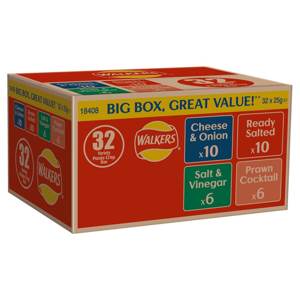 18408 BIG BOX, GREAT VALUE!** 32 x 25g
32
Variety
Potato Crisp
Box
WALKERS
Cheese
& Onion
x10
Ready
Salted
x10
Salt &
Vinegar
x6
Prawn
Cocktail
x6
32
WALKERS